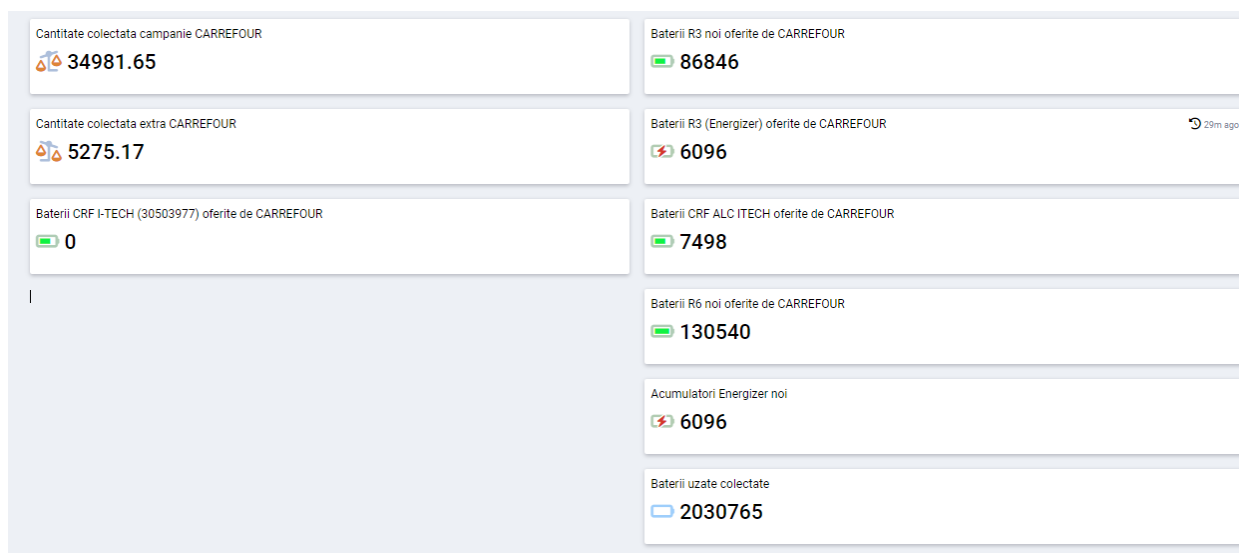 Cantitate colectata campanie CARREFOUR
34981.65
Cantitate colectata extra CARREFOUR
5275.17
Baterii CRF I-TECH (30503977) oferite de CARREFOUR
0
Baterii R3 noi oferite de CARREFOUR
86846
Baterii R3 (Energizer) oferite de CARREFOUR
29m ago
6096
Baterii CRF ALC ITECH oferite de CARREFOUR
7498
Baterii R6 noi oferite de CARREFOUR
130540
Acumulatori Energizer noi
6096
Baterii uzate colectate
2030765